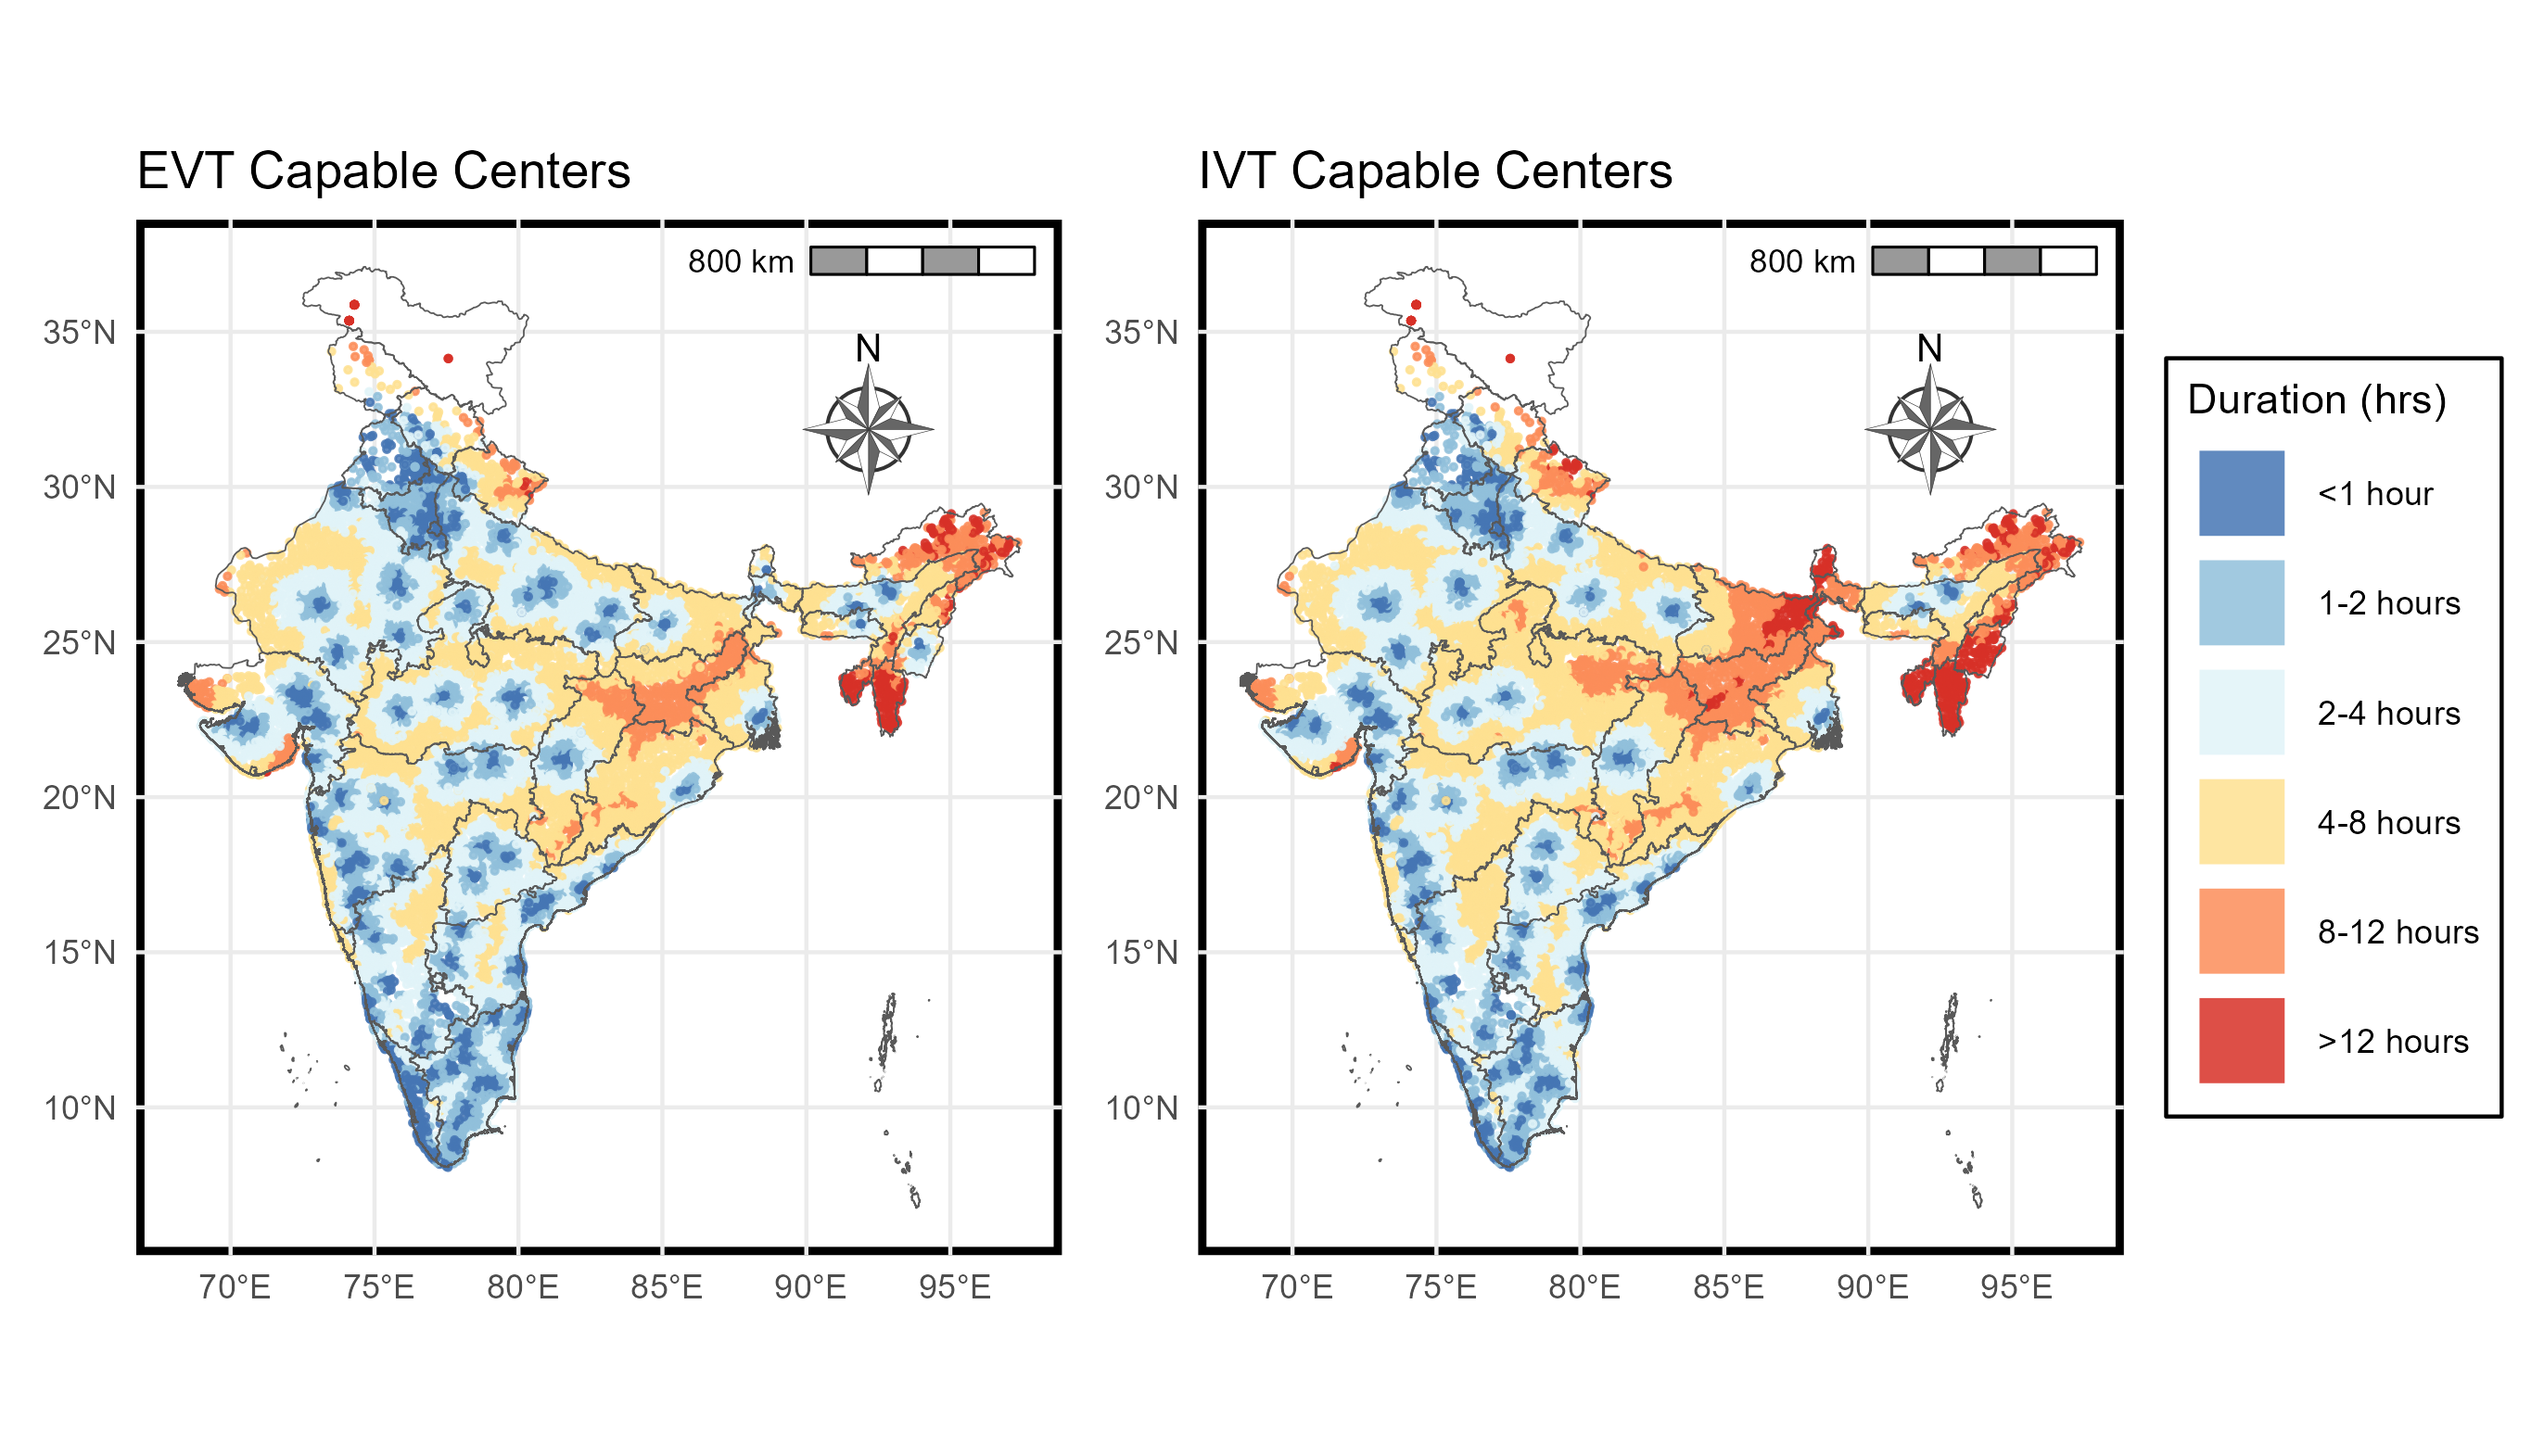 EVT Capable Centers
800 km
N
35°N
30°N
25°N
20°N
15°N
10°N
70°E 75°E 80°E 85°E 90°E 95°E
IVT Capable Centers
800 km
N
35°N
30°N
25°N
20°N
15°N
10°N
70°E 75°E 80°E 85°E 90°E 95°E
Duration (hrs)
<1 hour
1-2 hours
2-4 hours
4-8 hours
8-12 hours
>12 hours